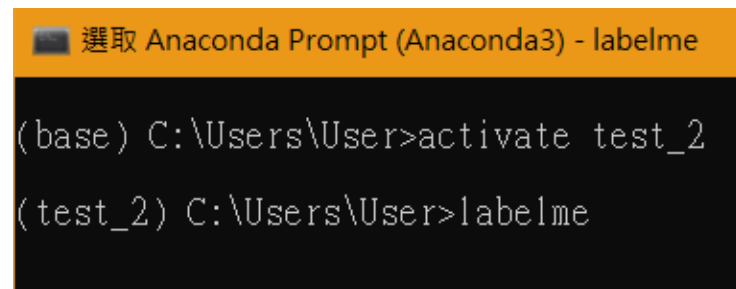 選取 Anaconda Prompt (Anaconda3) - labelme
(base) C:\Users\User>activate test_2
(test_2) C:\Users\User>labelme